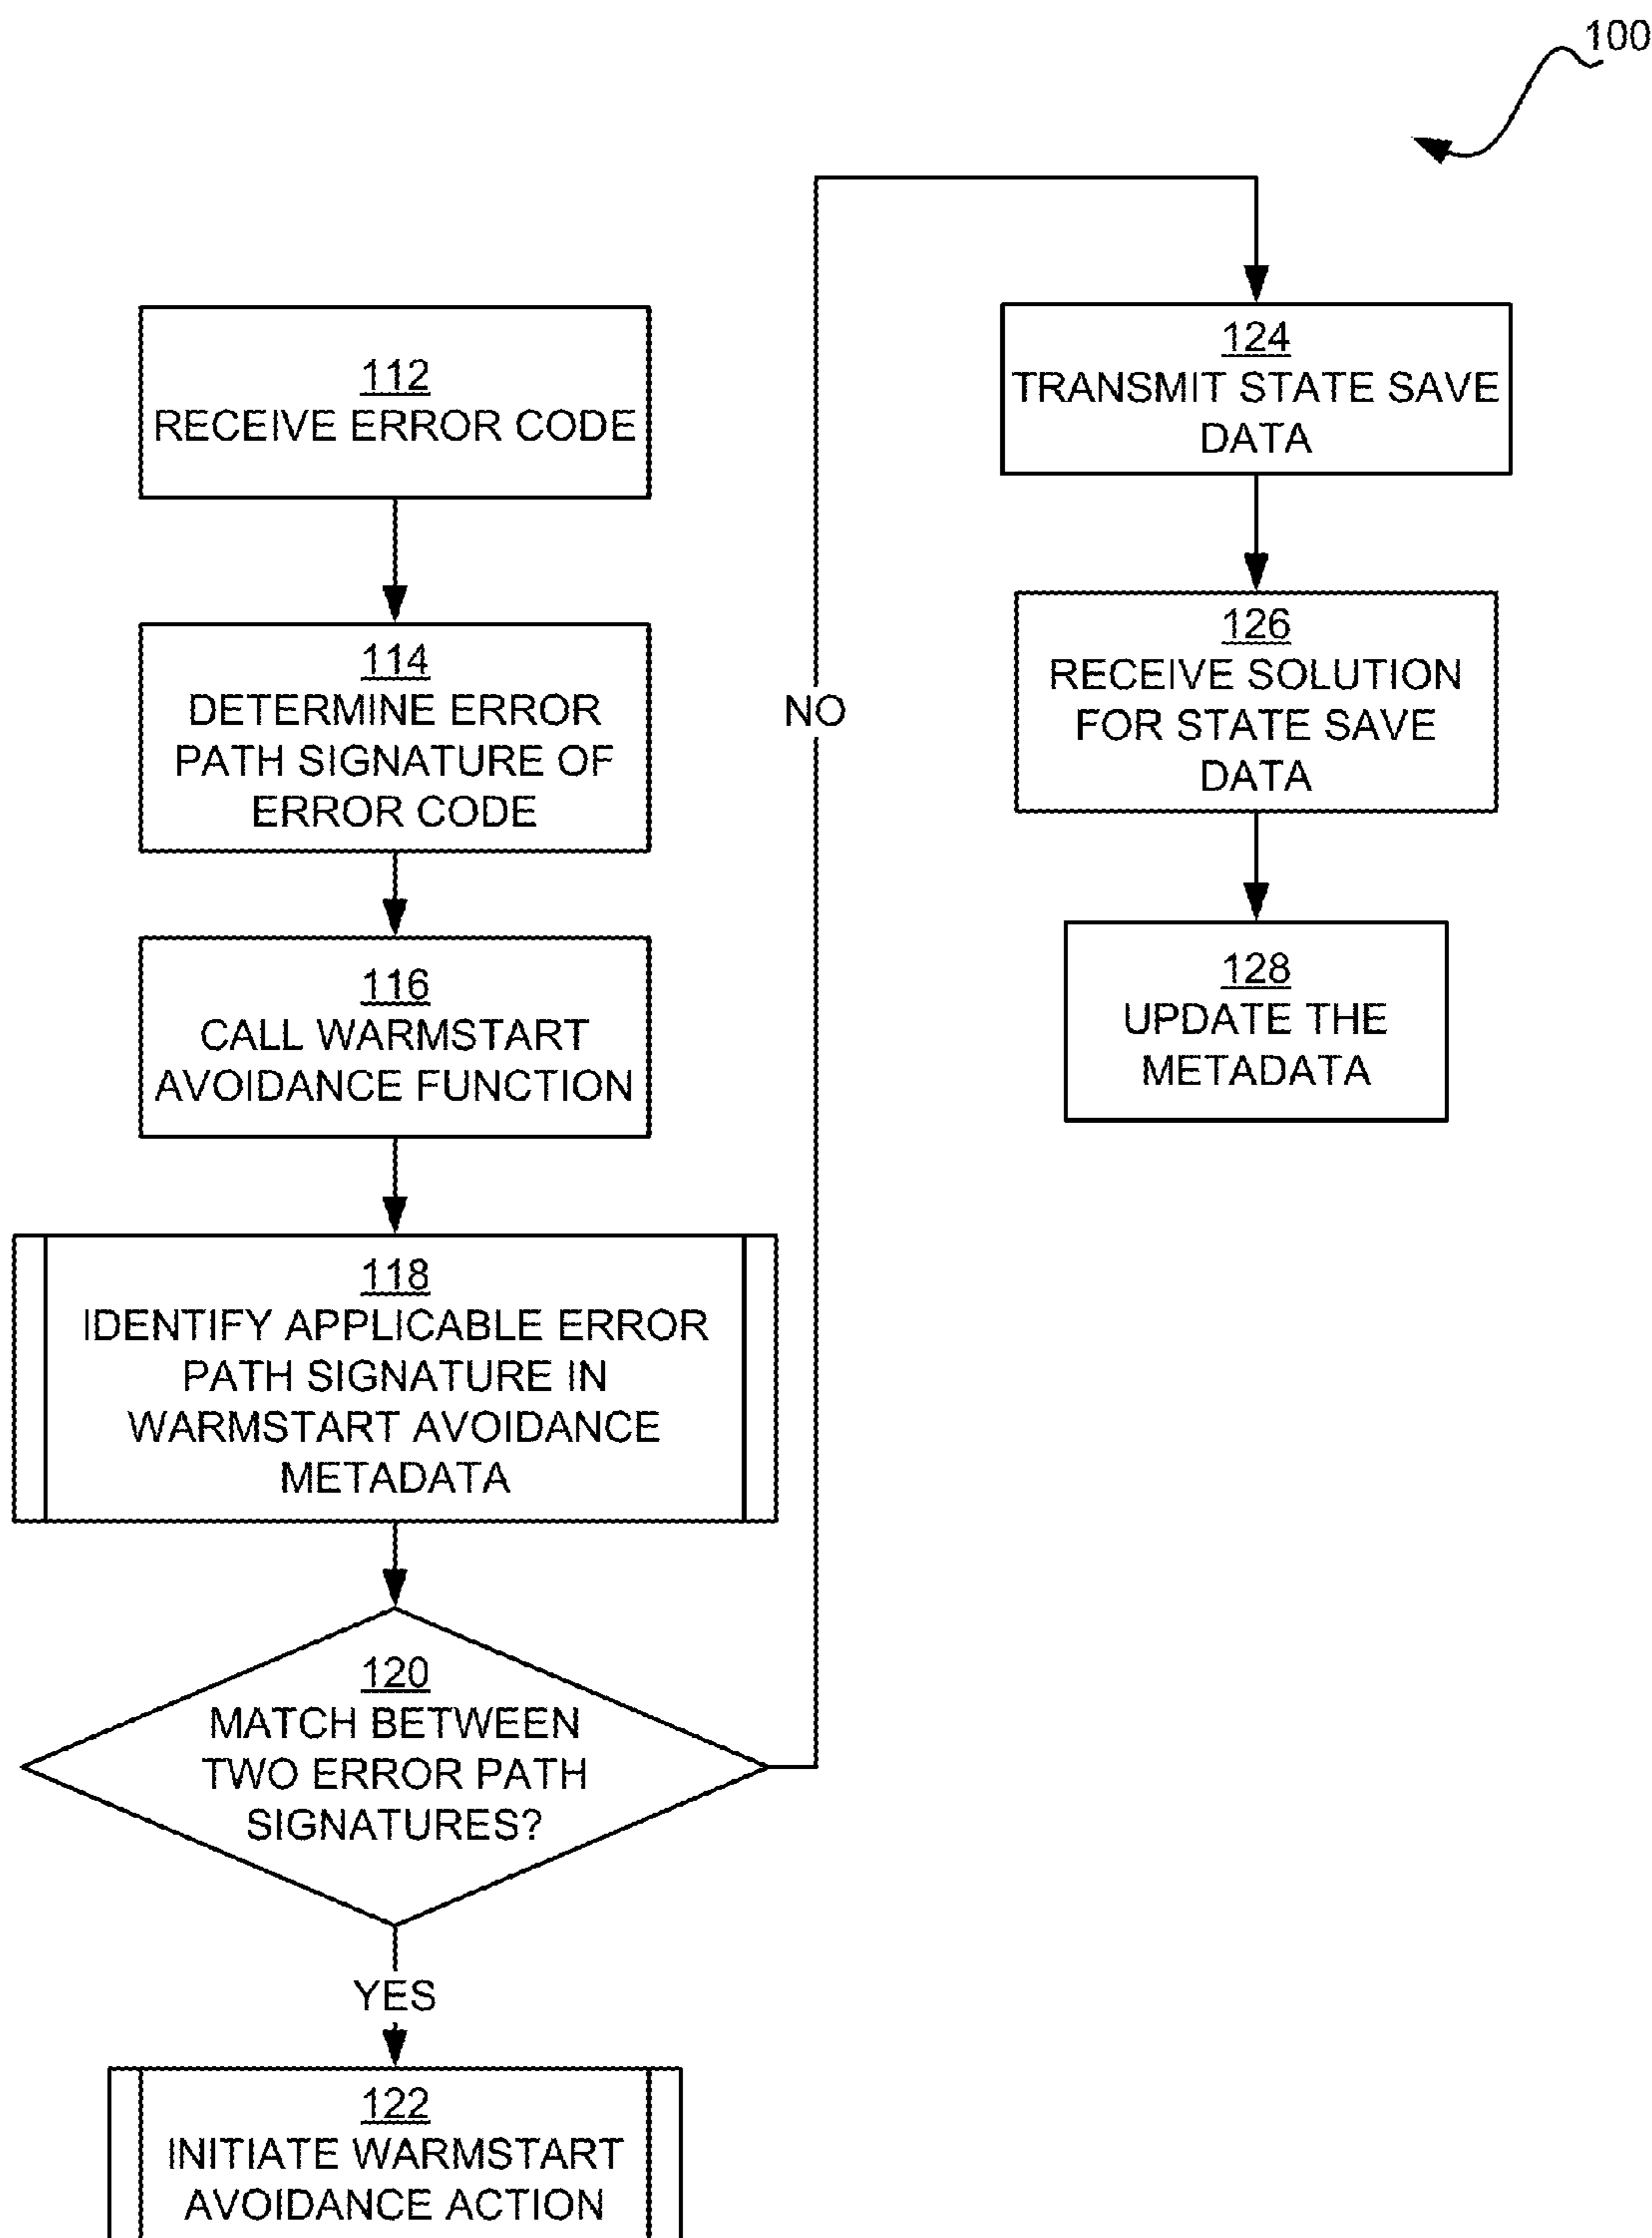 100
112
RECEIVE ERROR CODE
114
DETERMINE ERROR
PATH SIGNATURE OF
ERROR CODE
116
CALL WARMSTART
AVOIDANCE FUNCTION
118
IDENTIFY APPLICABLE ERROR
PATH SIGNATURE IN
WARMSTART AVOIDANCE
METADATA
120
MATCH BETWEEN
TWO ERROR PATH
SIGNATURES?
YES
122
INITIATE WARMSTART
AVOIDANCE ACTION
NO
124
TRANSMIT STATE SAVE
DATA
126
RECEIVE SOLUTION
FOR STATE SAVE
DATA
128
UPDATE THE
METADATA